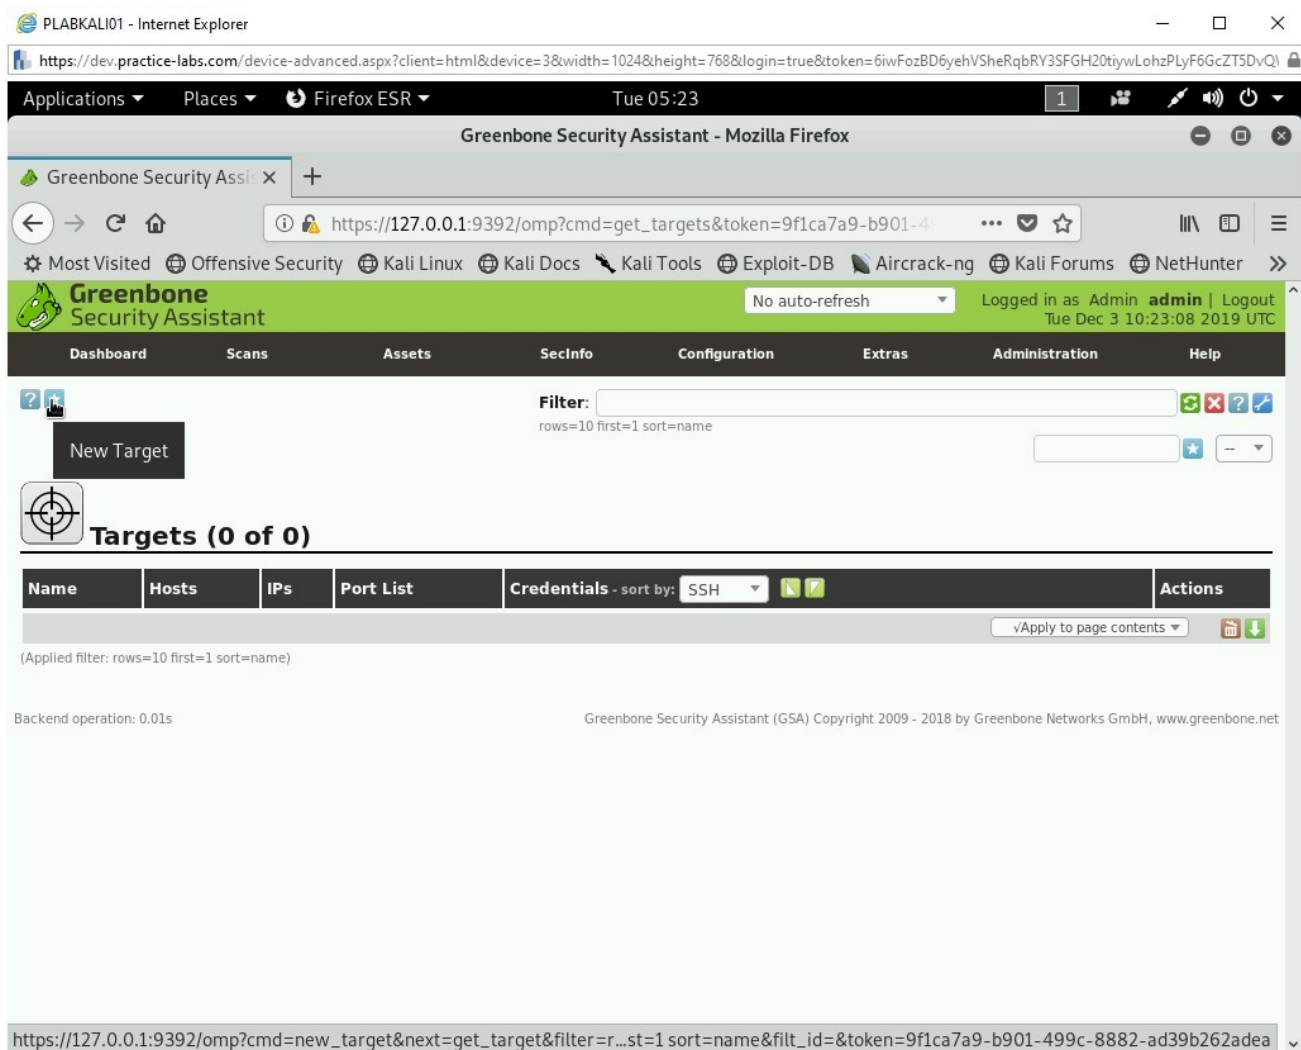 PLABKALI01 - Internet Explorer
https://dev.practice-labs.com/device-advanced.aspx?client=html&device=3&width=1024&height=768&login=true&token=6iwFozBD6yehVSheRqbRY3SFGH20tiywLohzPLyF6GcZT5DvQ\
Applications Places Firefox ESR Tue 05:23 1
Greenbone Security Assistant - Mozilla Firefox
Greenbone Security Assis
https://127.0.0.1:9392/omp?cmd=get_targets&token=9f1ca7a9-b901-4
Most Visited Offensive Security Kali Linux Kali Docs Kali Tools Exploit-DB Aircrack-ng Kali Forums NetHunter
Greenbone
Security Assistant
No auto-refresh
Logged in as Admin admin | Logout
Tue Dec 3 10:23:08 2019 UTC
Dashboard Scans Assets SecInfo Configuration Extras Administration Help
Filter:
rows=10 first=1 sort=name
--
New Target
Targets (0 of 0)
Name Hosts IPs Port List Credentials - sort by: SSH Actions
√Apply to page contents
(Applied filter: rows=10 first=1 sort=name)
Backend operation: 0.01s Greenbone Security Assistant (GSA) Copyright 2009 - 2018 by Greenbone Networks GmbH, www.greenbone.net
https://127.0.0.1:9392/omp?cmd=new_target&next=get_target&filter=r...st=1 sort=name&filt_id=&token=9f1ca7a9-b901-499c-8882-ad39b262adea